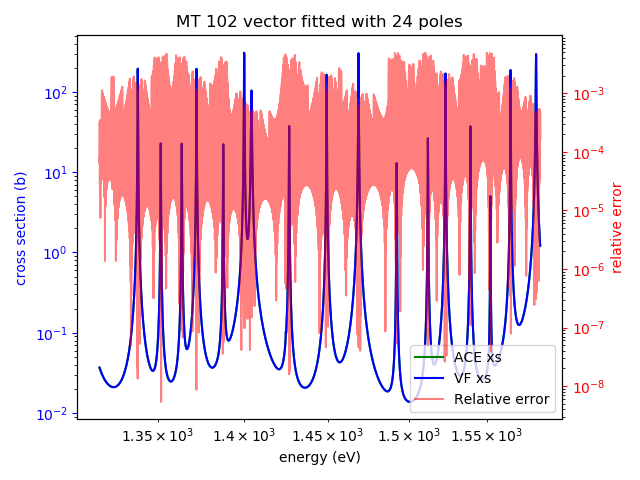 MT 102 vector fitted with 24 poles
10²
10¹
10⁰
10⁻¹
10⁻²
cross section (b)
10⁻³
10⁻⁴
10⁻⁵
10⁻⁶
10⁻⁷
10⁻⁸
relative error
ACE xs
VF xs
Relative error
1.35×10³ 1.4×10³ 1.45×10³ 1.5×10³ 1.55×10³
energy (eV)